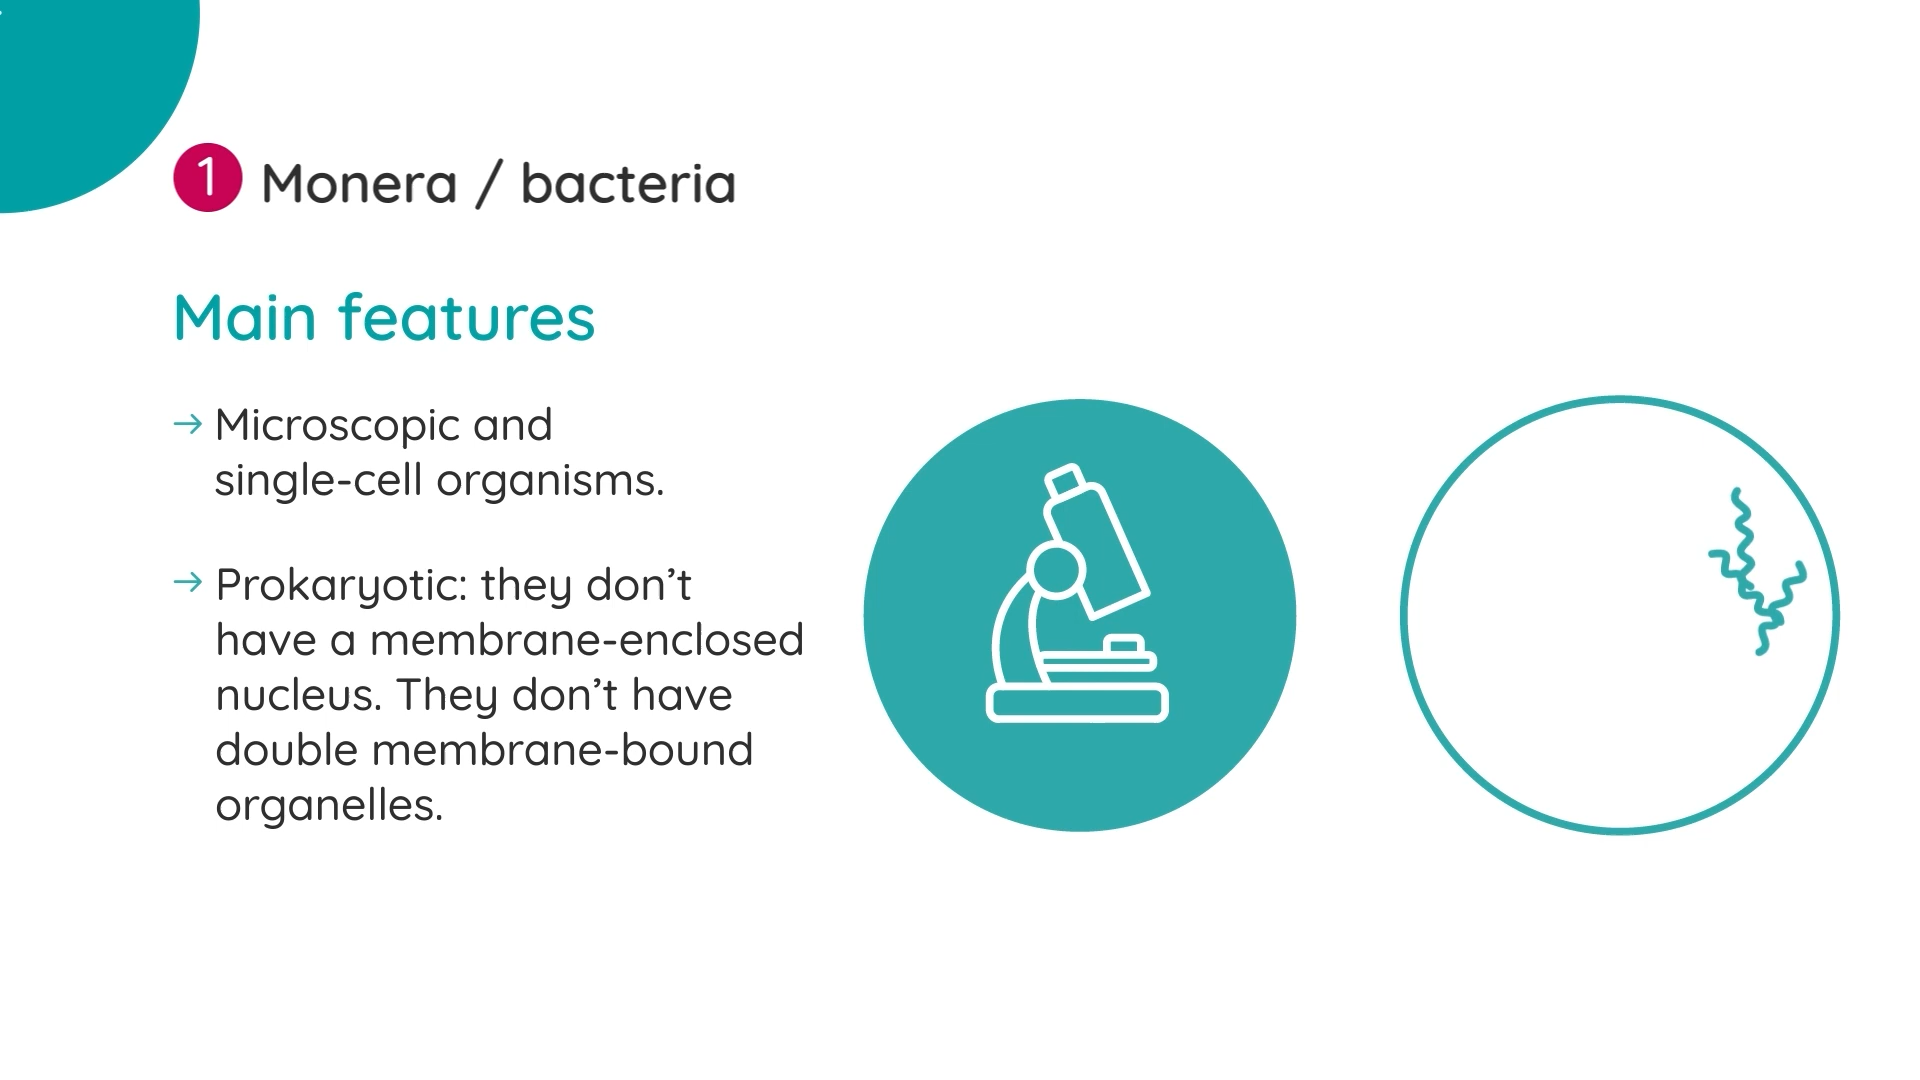 1 Monera / bacteria
Main features
→ Microscopic and
single-cell organisms.
→ Prokaryotic: they don’t
have a membrane-enclosed
nucleus. They don’t have
double membrane-bound
organelles.